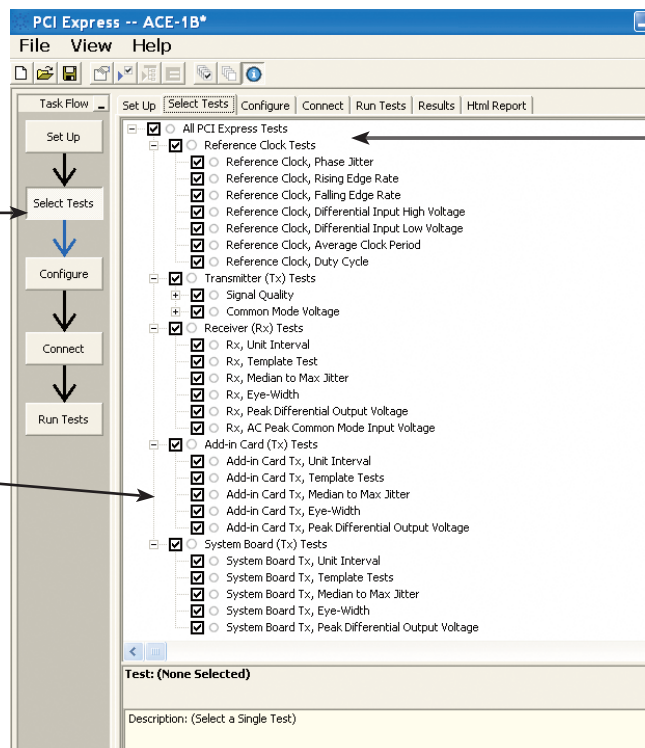 PCI Express -- ACE-1B*
File View Help
Task Flow
Set Up
Select Tests
Configure
Connect
Run Tests
Set Up Select Tests Configure Connect Run Tests Results Html Report
All PCI Express Tests
Reference Clock Tests
Reference Clock, Phase Jitter
Reference Clock, Rising Edge Rate
Reference Clock, Falling Edge Rate
Reference Clock, Differential Input High Voltage
Reference Clock, Differential Input Low Voltage
Reference Clock, Average Clock Period
Reference Clock, Duty Cycle
Transmitter (Tx) Tests
Signal Quality
Common Mode Voltage
Receiver (Rx) Tests
Rx, Unit Interval
Rx, Template Test
Rx, Median to Max Jitter
Rx, Eye-Width
Rx, Peak Differential Output Voltage
Rx, AC Peak Common Mode Input Voltage
Add-in Card (Tx) Tests
Add-in Card Tx, Unit Interval
Add-in Card Tx, Template Tests
Add-in Card Tx, Median to Max Jitter
Add-in Card Tx, Eye-Width
Add-in Card Tx, Peak Differential Output Voltage
System Board (Tx) Tests
System Board Tx, Unit Interval
System Board Tx, Template Tests
System Board Tx, Median to Max Jitter
System Board Tx, Eye-Width
System Board Tx, Peak Differential Output Voltage
Test: (None Selected)
Description: (Select a Single Test)